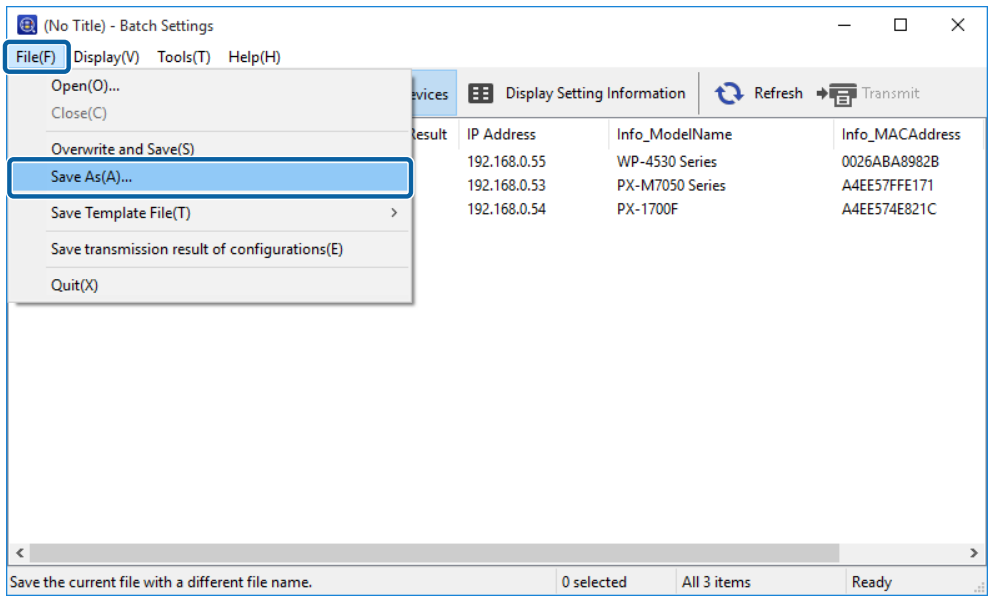 (No Title) - Batch Settings
File(F) Display(V) Tools(T) Help(H)
Open(O)...
Close(C)
Overwrite and Save(S)
Save As(A)...
Save Template File(T)
Save transmission result of configurations(E)
Quit(X)
Display Setting Information Refresh Transmit
Result IP Address Info_ModelName Info_MACAddress
192.168.0.55 WP-4530 Series 0026ABA8982B
192.168.0.53 PX-M7050 Series A4EE57FFE171
192.168.0.54 PX-1700F A4EE574E821C
Save the current file with a different file name. 0 selected All 3 items Ready